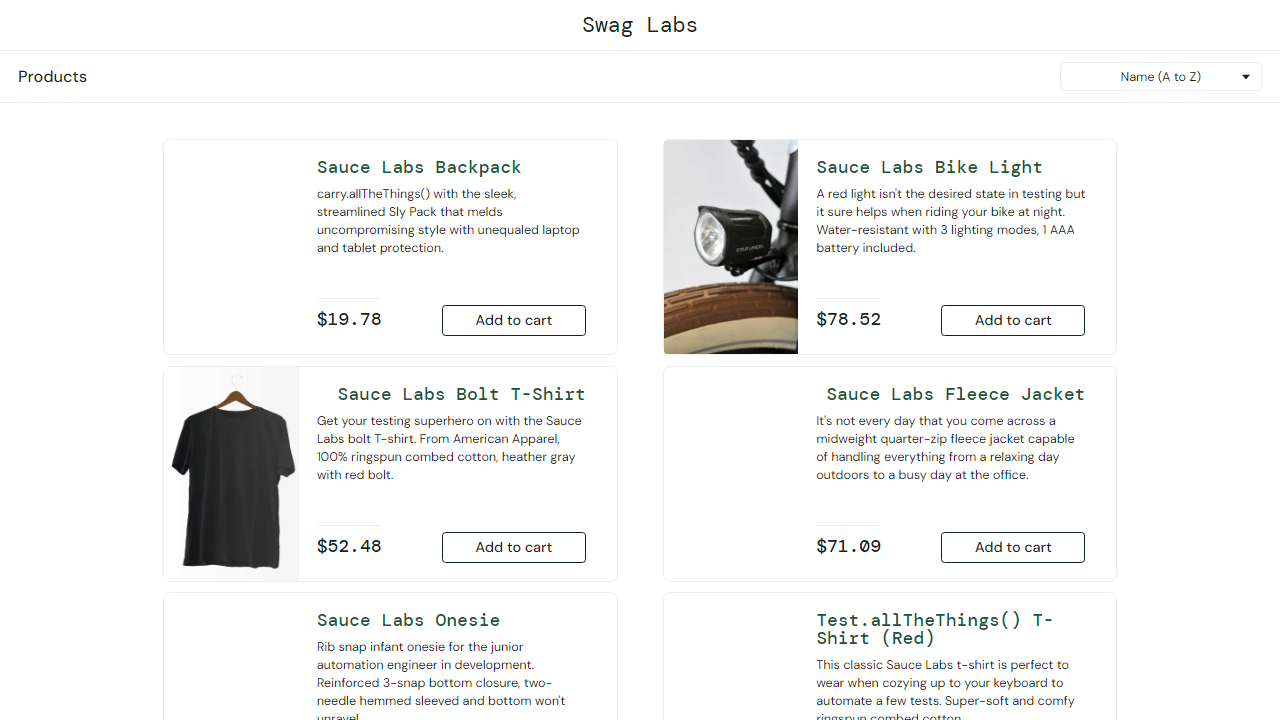 Swag Labs
Products
Name (A to Z)
Sauce Labs Backpack
carry.allTheThings() with the sleek,
streamlined Sly Pack that melds
uncompromising style with unequaled laptop
and tablet protection.
$19.78
Add to cart
Sauce Labs Bike Light
A red light isn't the desired state in testing but
it sure helps when riding your bike at night.
Water-resistant with 3 lighting modes, 1 AAA
battery included.
$78.52
Add to cart
Sauce Labs Bolt T-Shirt
Get your testing superhero on with the Sauce
Labs bolt T-shirt. From American Apparel,
100% ringspun combed cotton, heather gray
with red bolt.
$52.48
Add to cart
Sauce Labs Fleece Jacket
It's not every day that you come across a
midweight quarter-zip fleece jacket capable
of handling everything from a relaxing day
outdoors to a busy day at the office.
$71.09
Add to cart
Sauce Labs Onesie
Rib snap infant onesie for the junior
automation engineer in development.
Reinforced 3-snap bottom closure, two-
needle hemmed sleeved and bottom won't
unravel.
Test.allTheThings() T-
Shirt (Red)
This classic Sauce Labs t-shirt is perfect to
wear when cozying up to your keyboard to
automate a few tests. Super-soft and comfy
ringspun combed cotton.